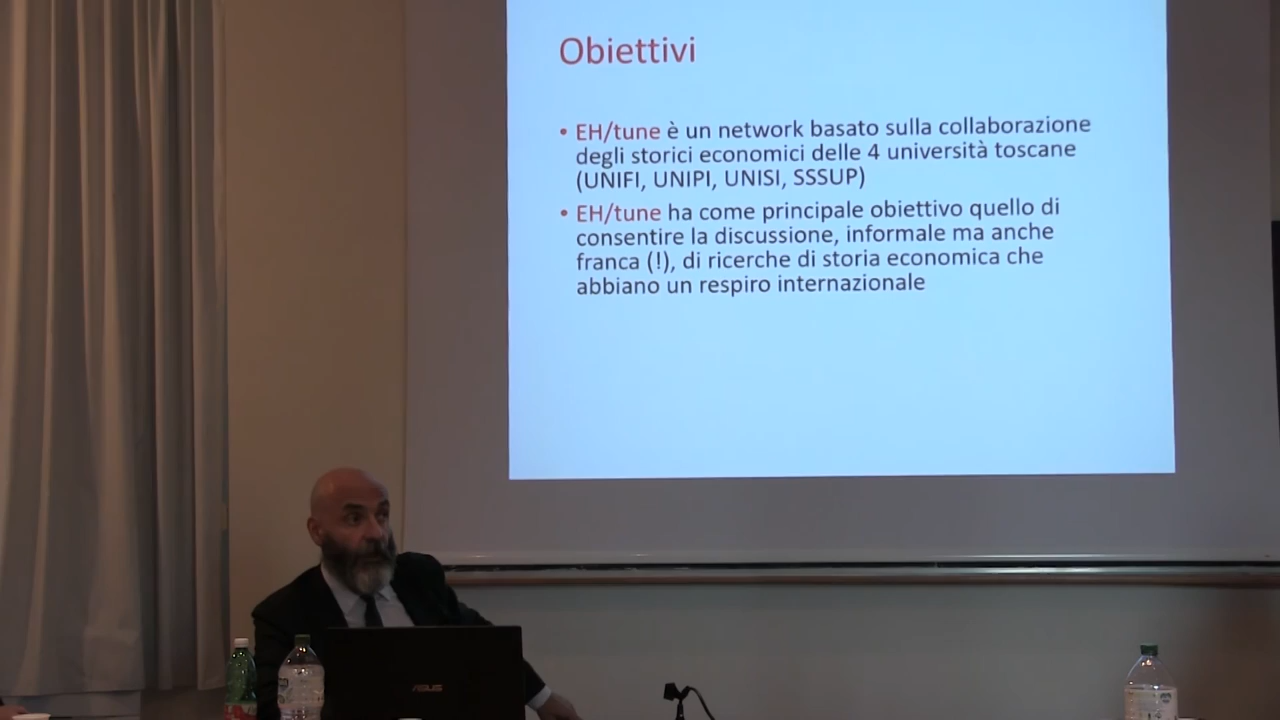 Obiettivi
• EH/tune è un network basato sulla collaborazione
degli storici economici delle 4 università toscane
(UNIFI, UNIPI, UNISI, SSSUP)
• EH/tune ha come principale obiettivo quello di
consentire la discussione, informale ma anche
franca (!), di ricerche di storia economica che
abbiano un respiro internazionale
ASUS